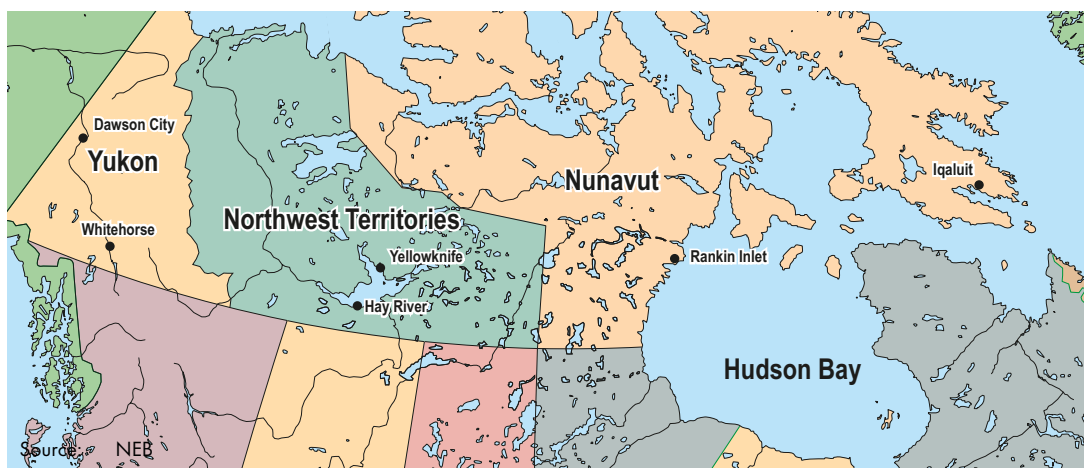 Dawson City
Yukon
Nunavut
Iqaluit
Northwest Territories
Whitehorse
Yellowknife
Rankin Inlet
Hay River
Hudson Bay
Source: NEB